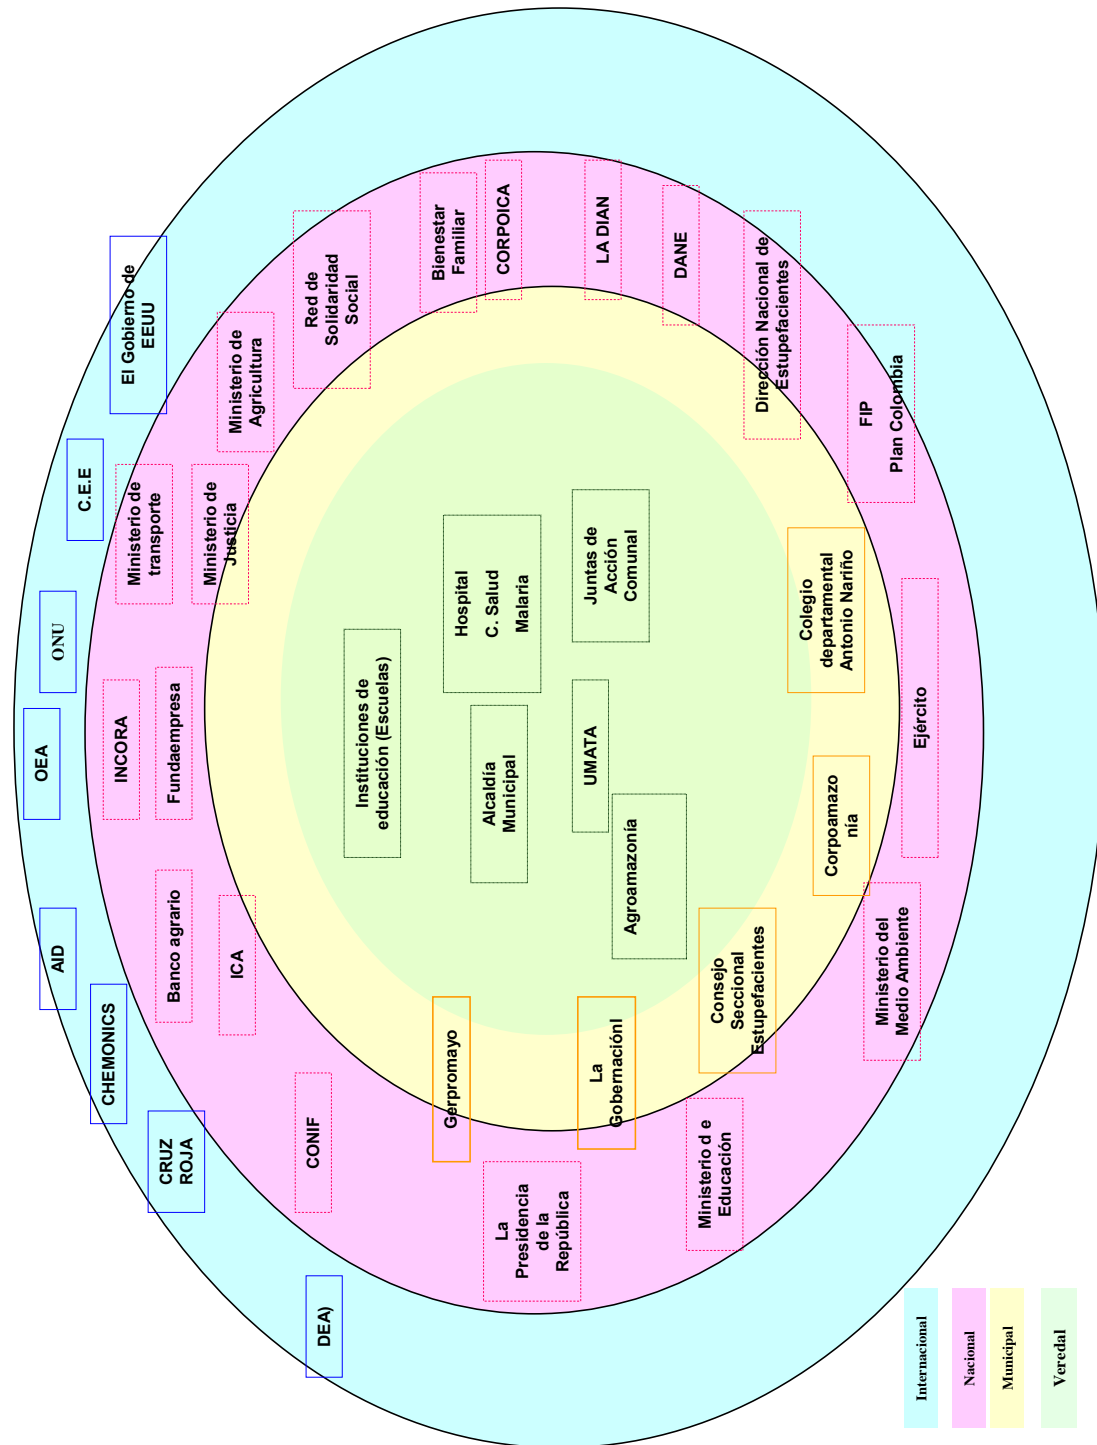 OEA
AID
ONU
C.E.E
CHEMONICS
El Gobierno de
EEUU
CRUZ
ROJA
INCORA
Ministerio de
transporte
Banco agrario
Fundaempresa
Ministerio de
Justicia
ICA
Ministerio de
Agricultura
DEA)
CONIF
Red de
Solidaridad
Social
Instituciones de
educación (Escuelas)
Gerpromayo
Bienestar
Familiar
Hospital
C. Salud
Malaria
Alcaldía
Municipal
CORPOICA
La
Presidencia
de la
República
La
Gobernaciónl
UMATA
Juntas de
Acción
Comunal
LA DIAN
Agroamazonía
DANE
Ministerio d e
Educación
Consejo
Seccional
Estupefacientes
Dirección Nacional de
Estupefacientes
Colegio
departamental
Antonio Nariño
Corpoamazo
nía
FIP
Plan Colombia
Ministerio del
Medio Ambiente
Ejército
Internacional
Nacional
Municipal
Veredal